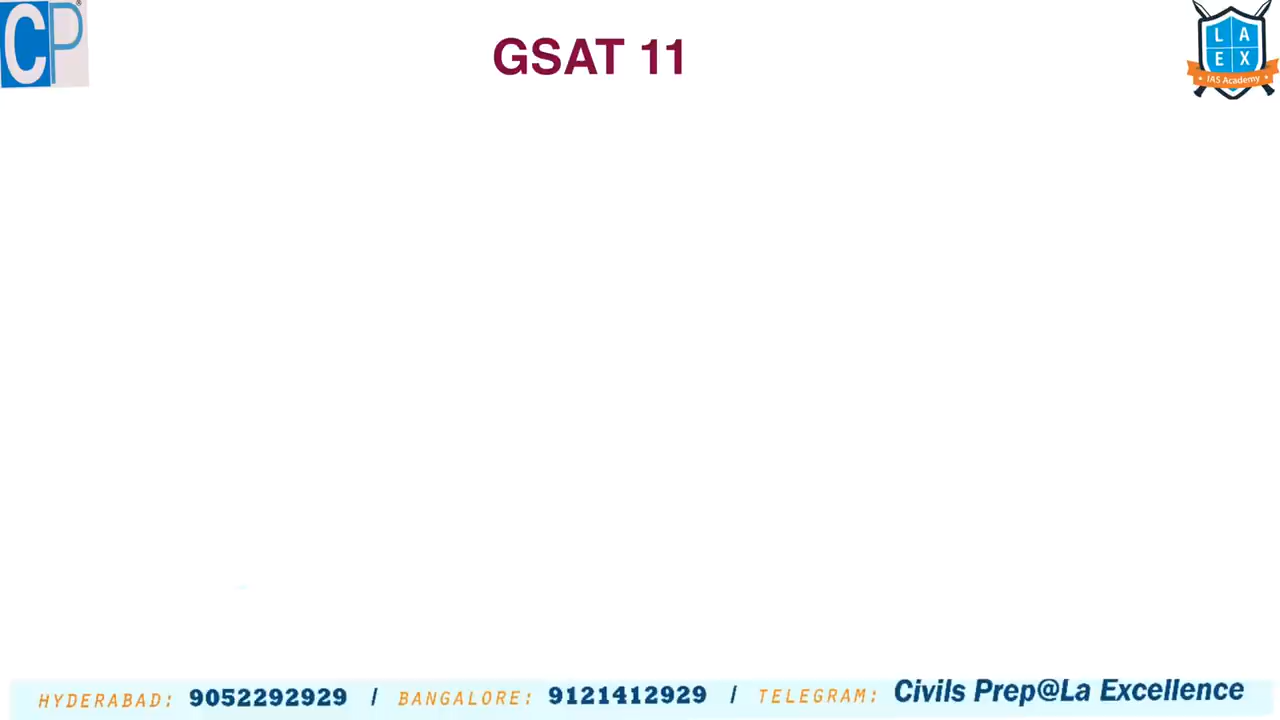 CP®
GSAT 11
L A
E X
IAS Academy
HYDERABAD: 9052292929 / BANGALORE: 9121412929 / TELEGRAM: Civils Prep@La Excellence